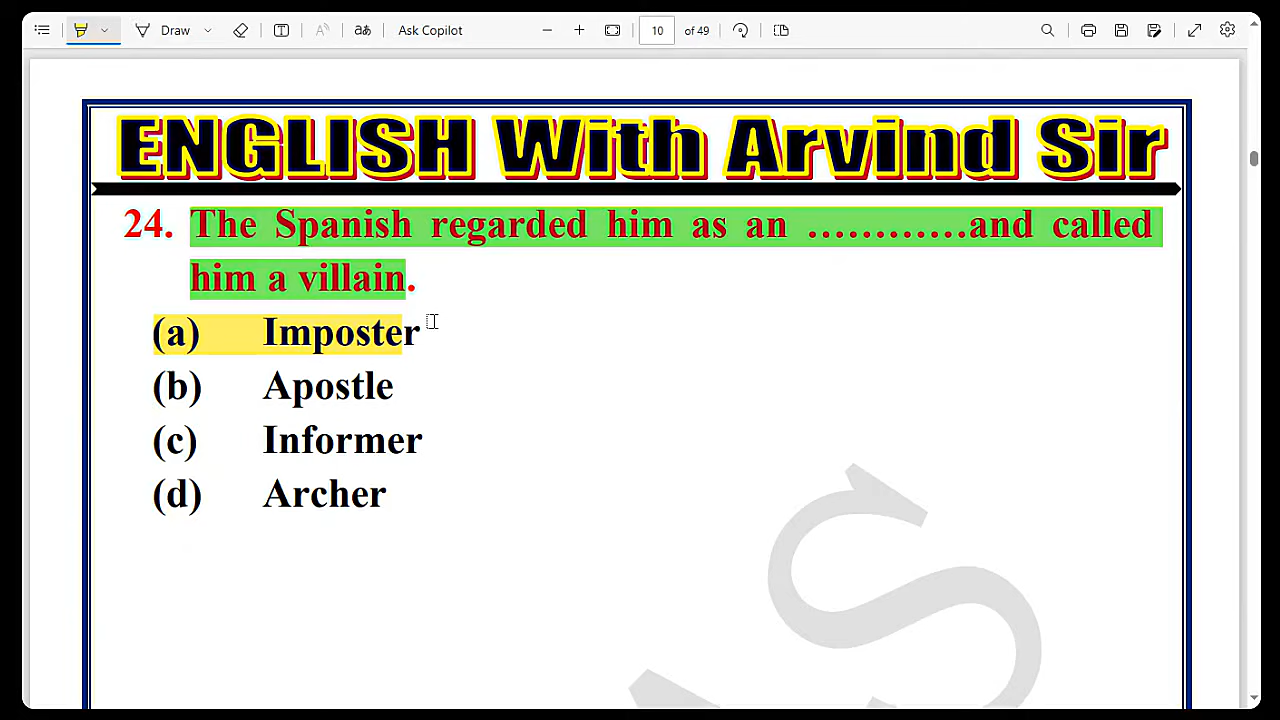 Draw
Ask Copilot
10 of 49
ENGLISH With Arvind Sir
24. The Spanish regarded him as an …………and called
him a villain.
(a) Imposter
(b) Apostle
(c) Informer
(d) Archer
S